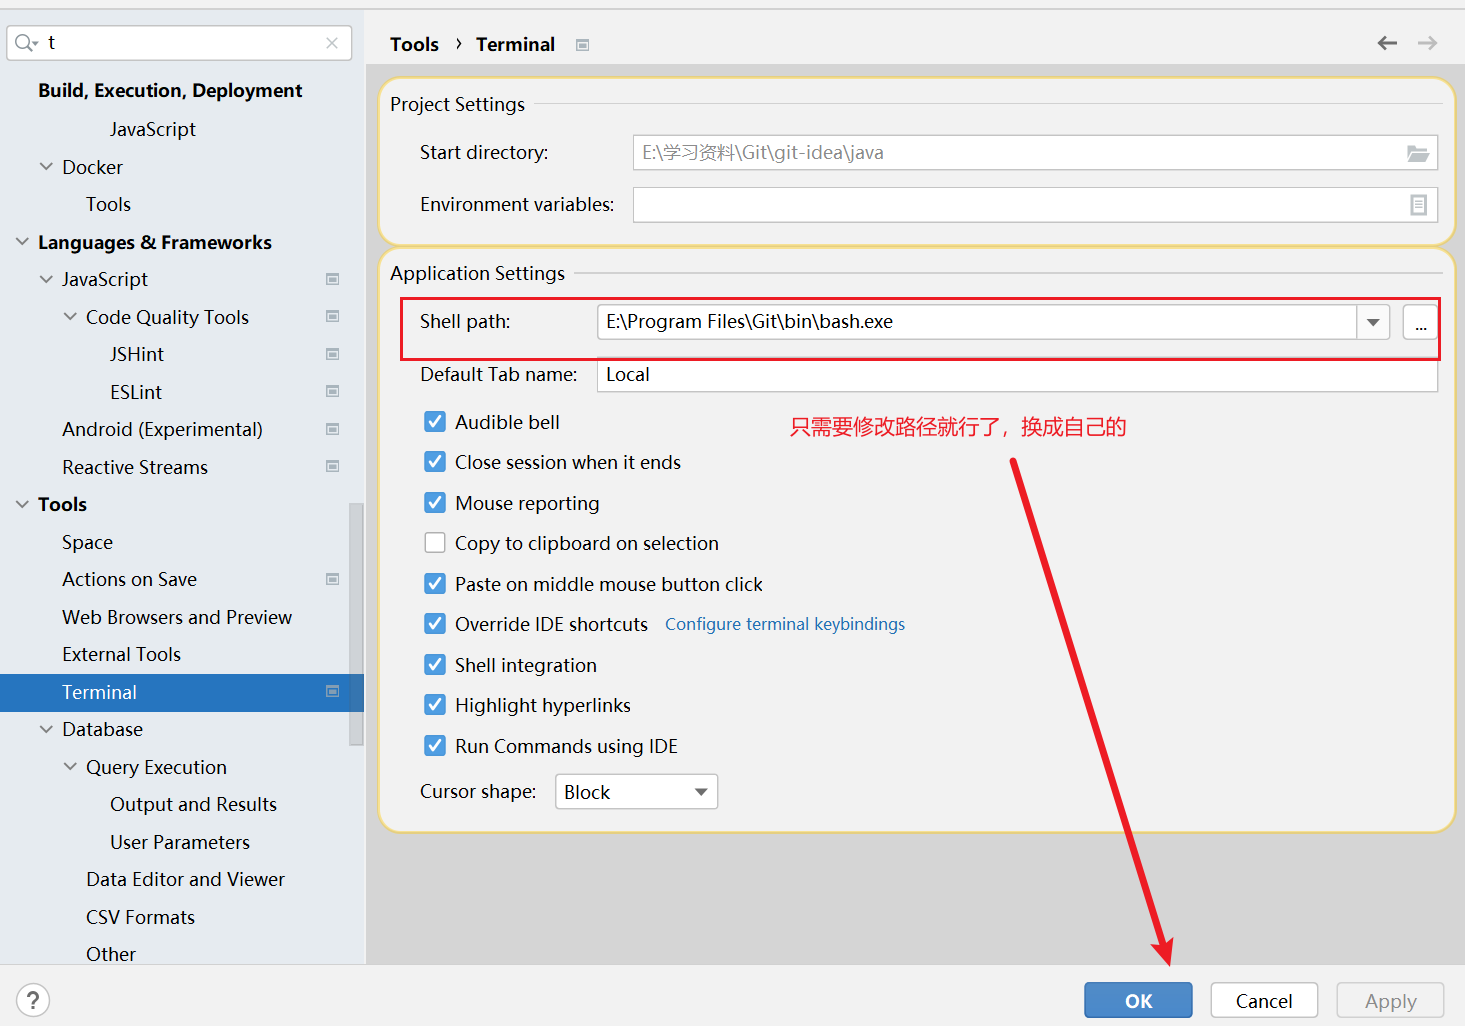 t
Build, Execution, Deployment
JavaScript
Docker
Tools
Languages & Frameworks
JavaScript
Code Quality Tools
JSHint
ESLint
Android (Experimental)
Reactive Streams
Tools
Space
Actions on Save
Web Browsers and Preview
External Tools
Terminal
Database
Query Execution
Output and Results
User Parameters
Data Editor and Viewer
CSV Formats
Other
Tools › Terminal
Project Settings
Start directory: E:\学习资料\Git\git-idea\java
Environment variables:
Application Settings
Shell path: E:\Program Files\Git\bin\bash.exe ...
Default Tab name: Local
Audible bell
只需要修改路径就行了，换成自己的
Close session when it ends
Mouse reporting
Copy to clipboard on selection
Paste on middle mouse button click
Override IDE shortcuts Configure terminal keybindings
Shell integration
Highlight hyperlinks
Run Commands using IDE
Cursor shape: Block
? OK Cancel Apply